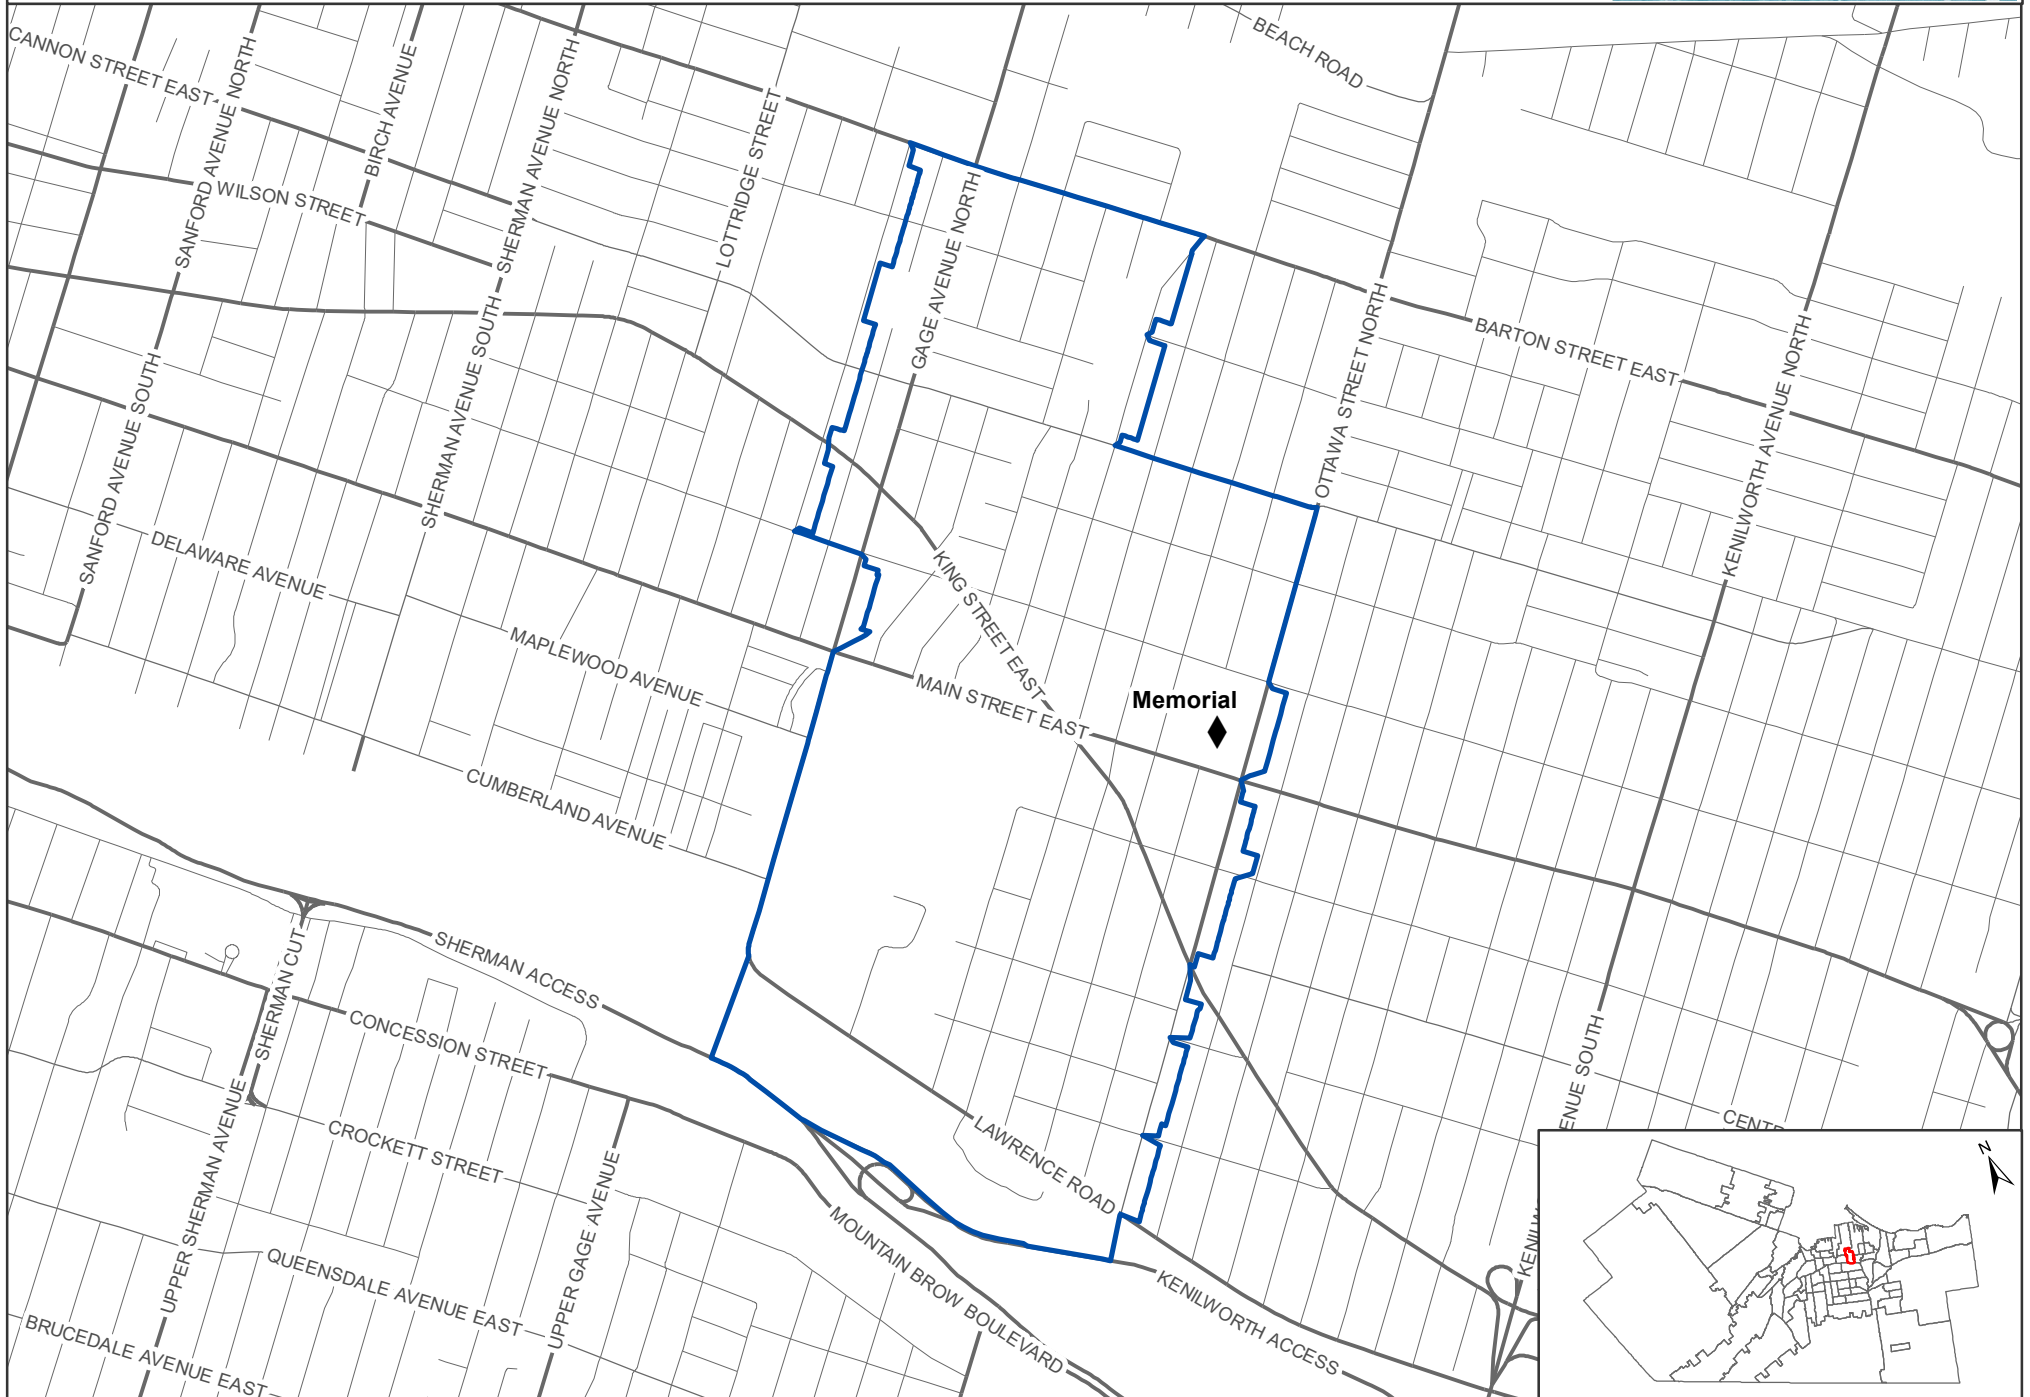 BEACH ROAD
CANNON STREET EAST
SANFORD AVENUE NORTH
BIRCH AVENUE
SHERMAN AVENUE NORTH
LOTTRIDGE STREET
WILSON STREET
GAGE AVENUE NORTH
OTTAWA STREET NORTH
BARTON STREET EAST
KENILWORTH AVENUE NORTH
SANFORD AVENUE SOUTH
SHERMAN AVENUE SOUTH
DELAWARE AVENUE
KING STREET EAST
MAPLEWOOD AVENUE
MAIN STREET EAST
Memorial
CUMBERLAND AVENUE
SHERMAN ACCESS
SHERMAN CUT
CONCESSION STREET
ENUE SOUTH
CENTR
LAWRENCE ROAD
CROCKETT STREET
UPPER SHERMAN AVENUE
UPPER GAGE AVENUE
MOUNTAIN BROW BOULEVARD
KENILW
N
QUEENSDALE AVENUE EAST
KENILWORTH ACCESS
BRUCEDALE AVENUE EAST